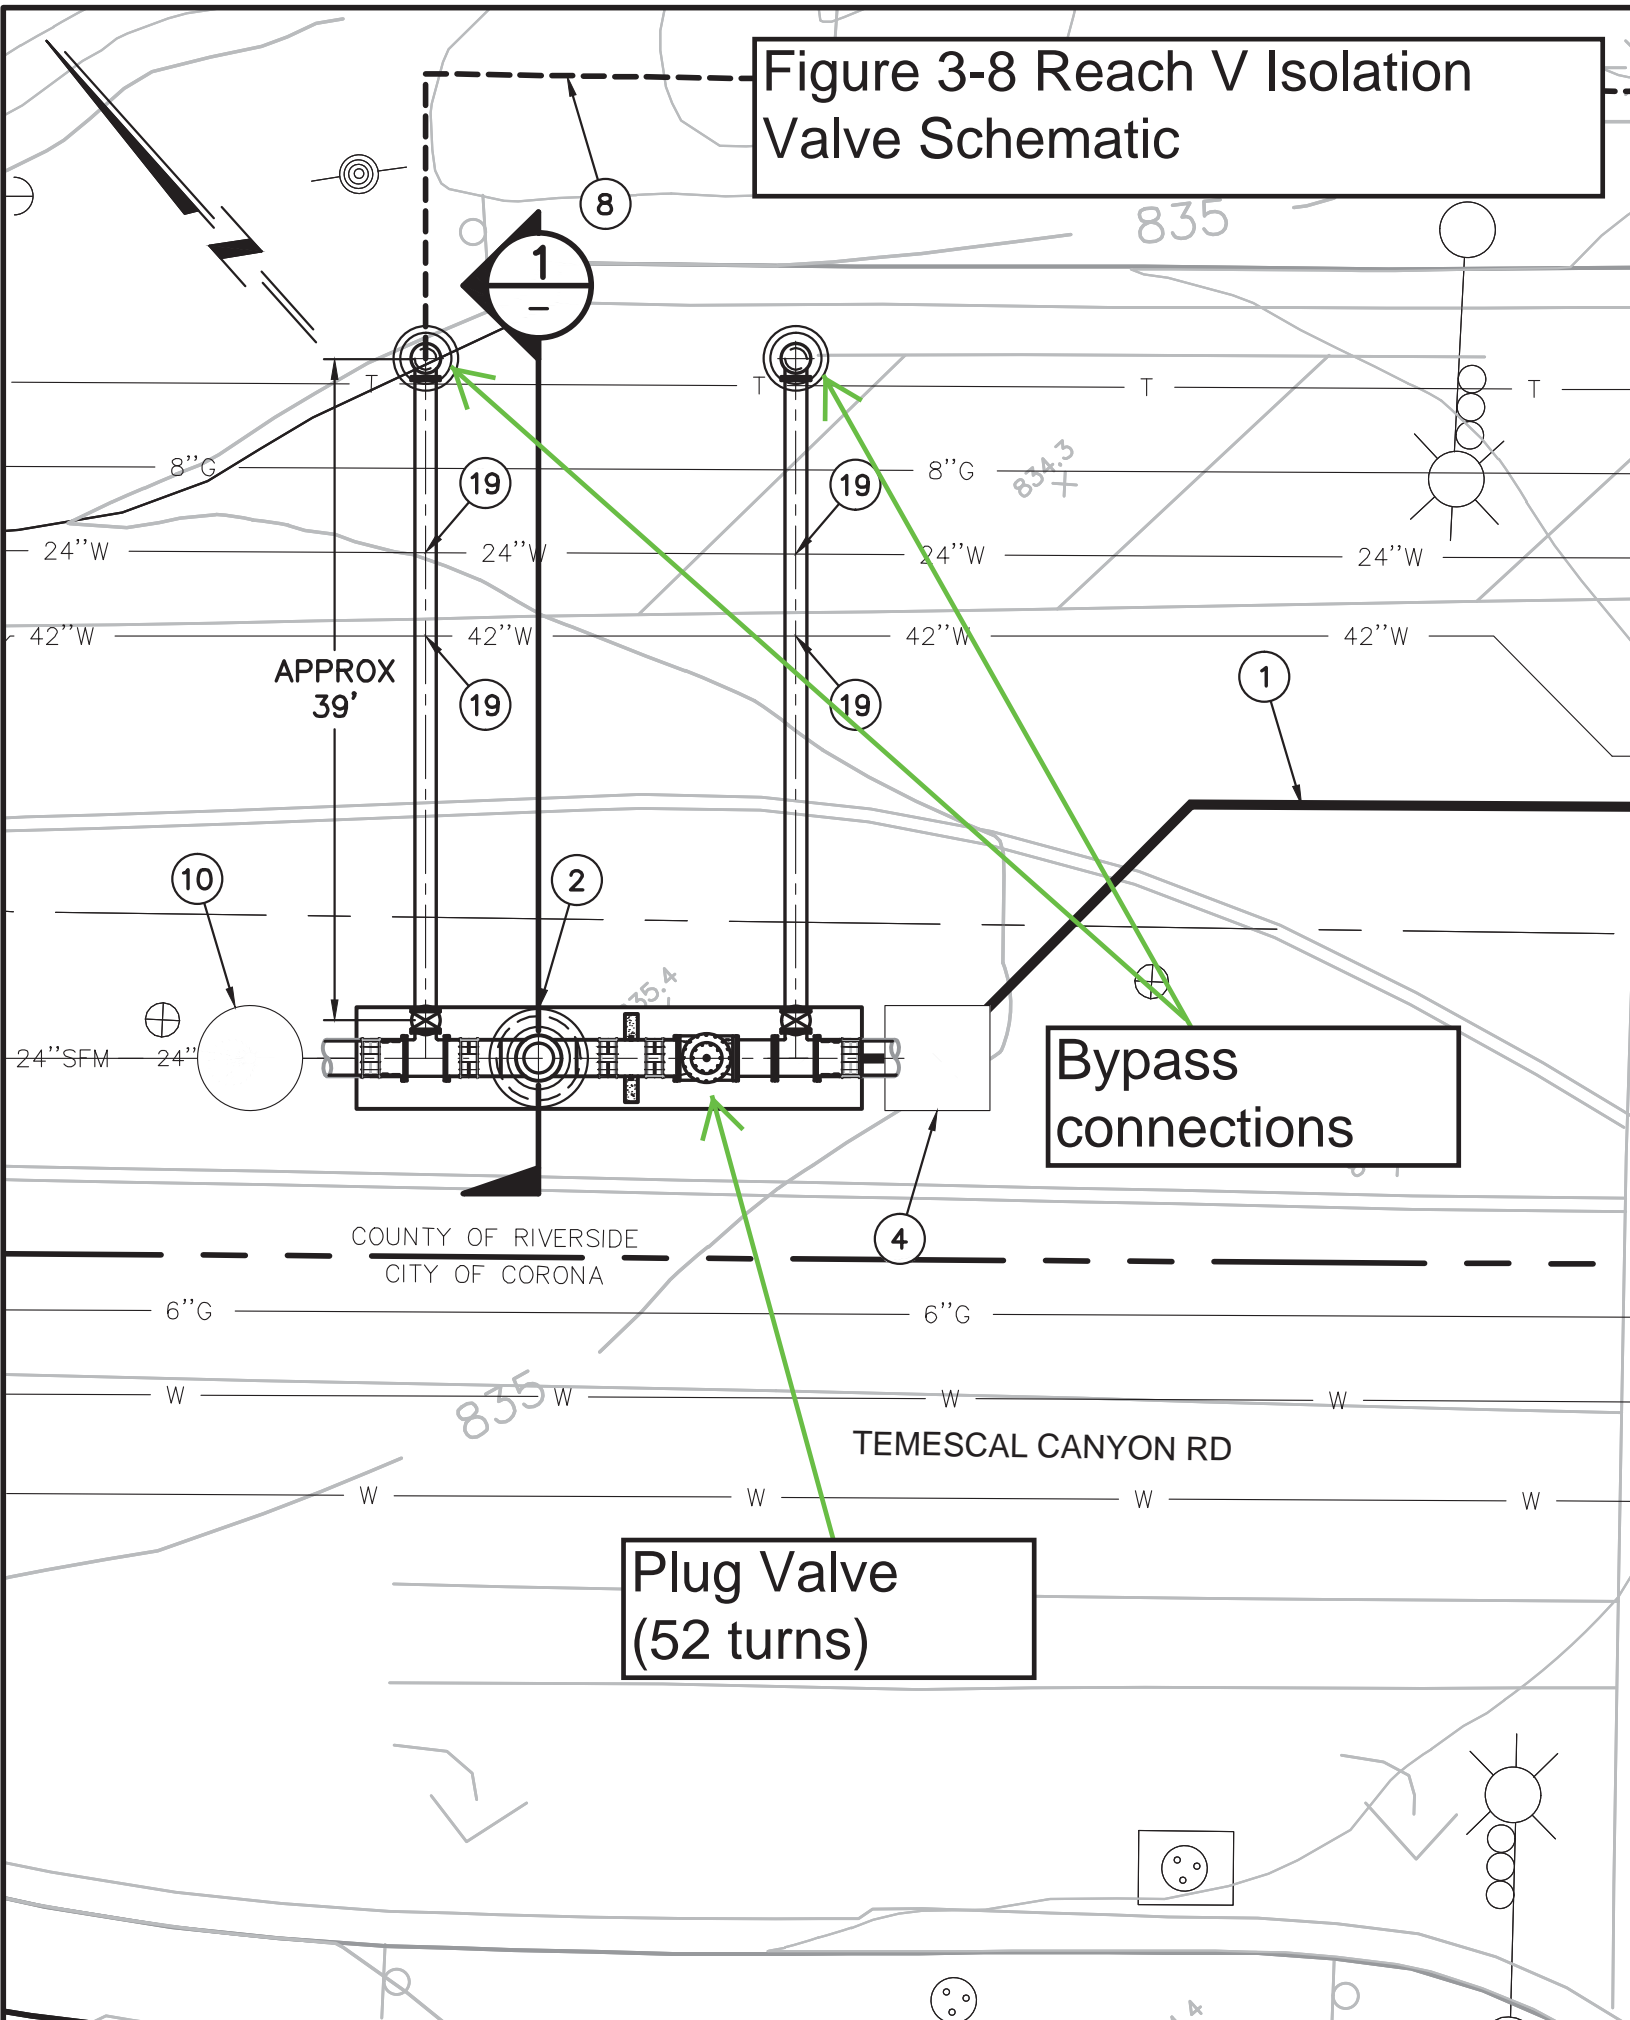 Figure 3-8 Reach V Isolation
Valve Schematic
8
835
1
–
T T T T
8"G 8"G
834.3
19 19
24"W 24"W 24"W 24"W
42"W 42"W 42"W 42"W
APPROX
39'
19 19
1
10
2
35.4
24"SFM 24"
Bypass
connections
4
COUNTY OF RIVERSIDE
CITY OF CORONA
6"G 6"G
835
W W W W
TEMESCAL CANYON RD
W W W W
Plug Valve
(52 turns)